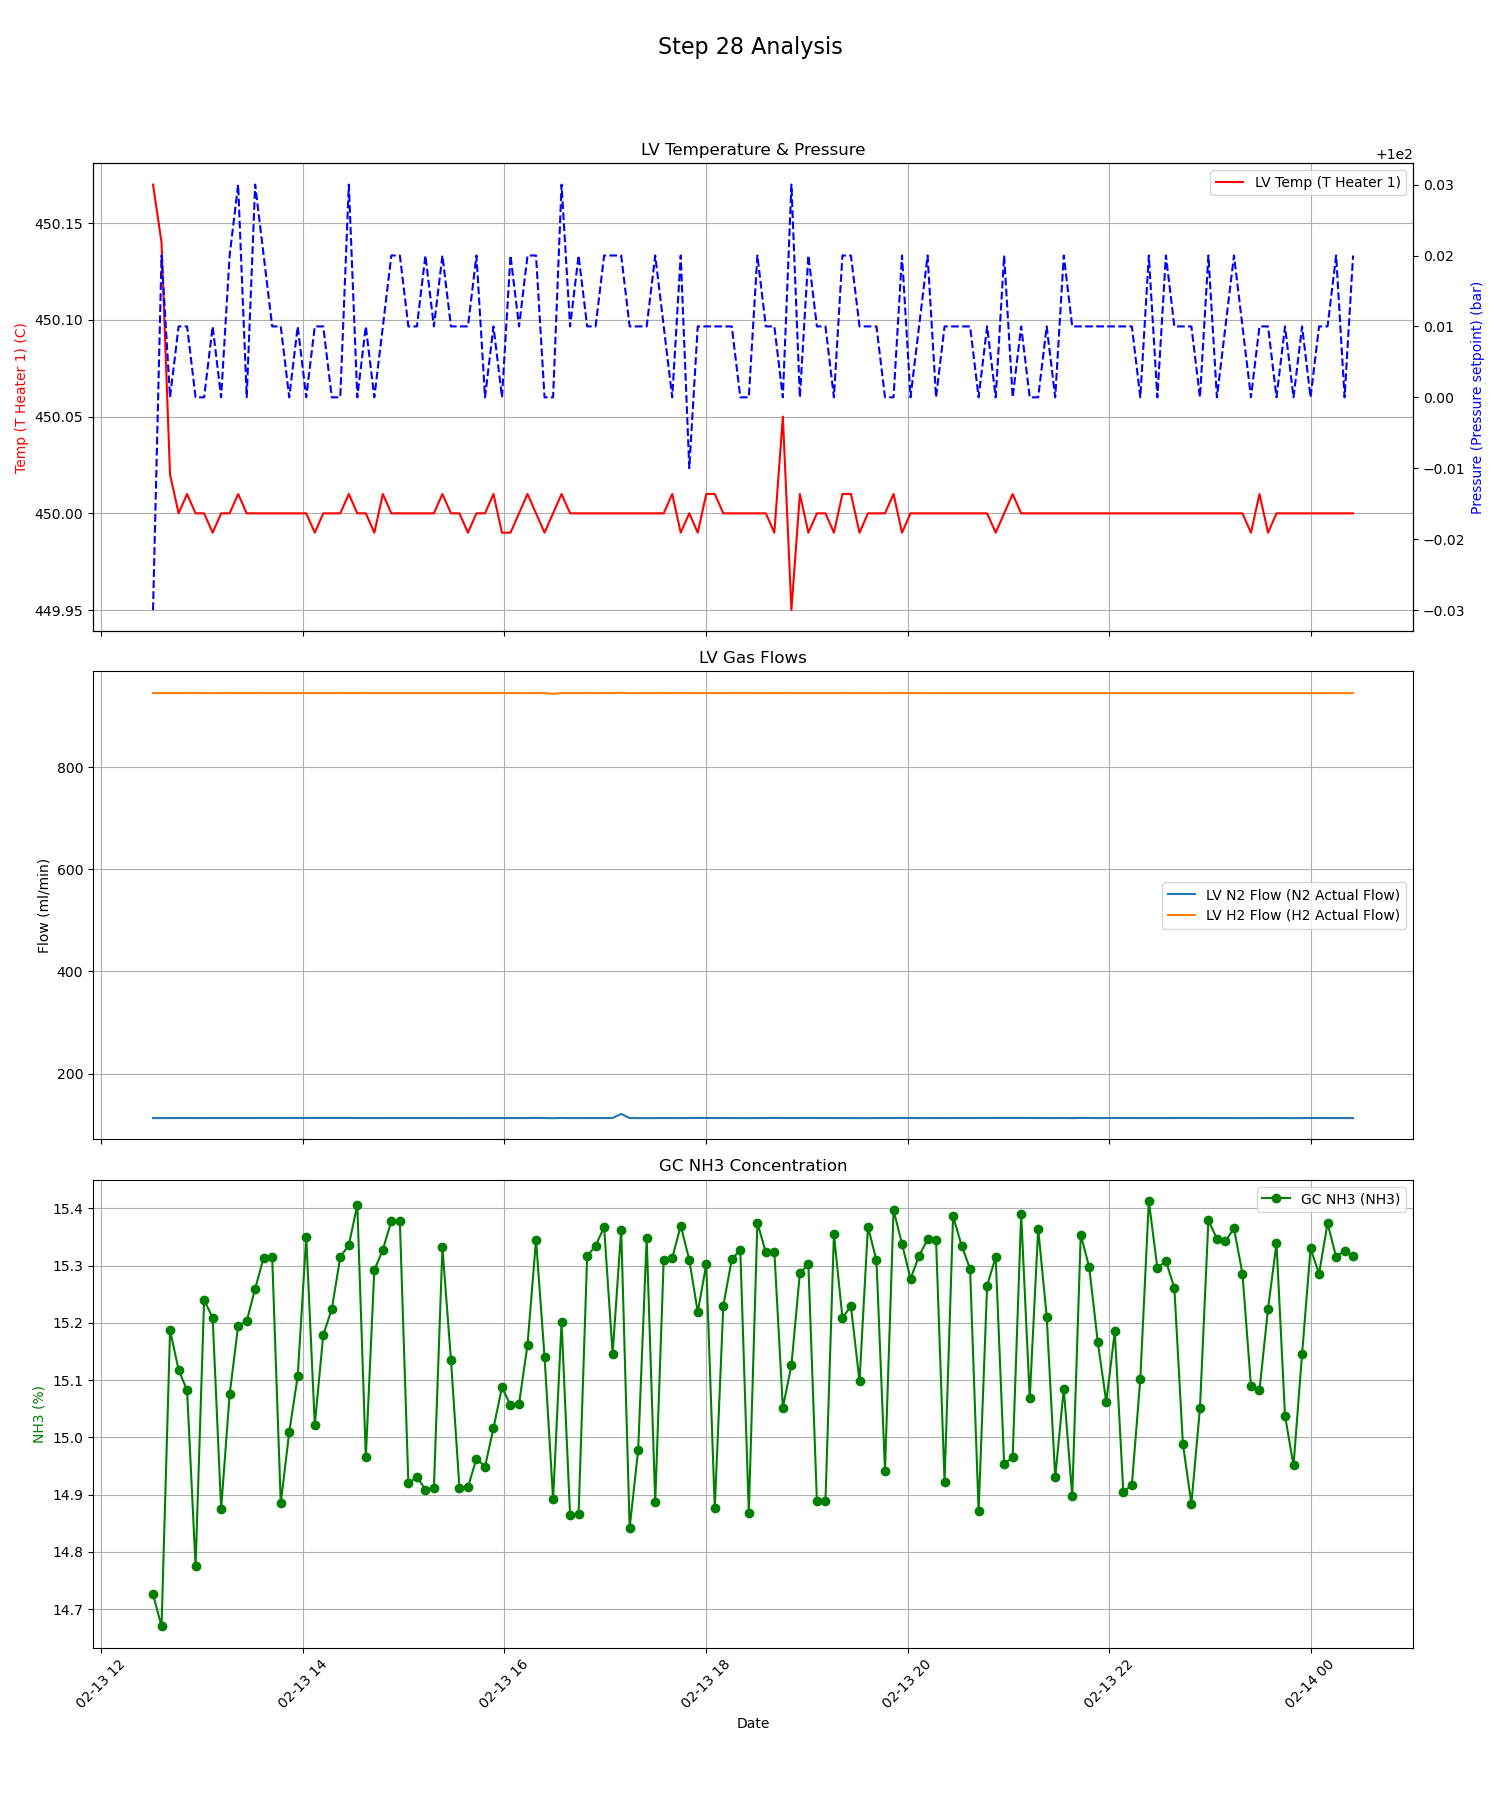 Step 28 Analysis
LV Temperature & Pressure
+1e2
LV Temp (T Heater 1)
Temp (T Heater 1) (C)
450.15
450.10
450.05
450.00
449.95
0.03
0.02
0.01
0.00
−0.01
−0.02
−0.03
Pressure (Pressure setpoint) (bar)
LV Gas Flows
Flow (ml/min)
800
600
400
200
LV N2 Flow (N2 Actual Flow)
LV H2 Flow (H2 Actual Flow)
GC NH3 Concentration
GC NH3 (NH3)
NH3 (%)
15.4
15.3
15.2
15.1
15.0
14.9
14.8
14.7
02-13 12
02-13 14
02-13 16
02-13 18
02-13 20
02-13 22
02-14 00
Date